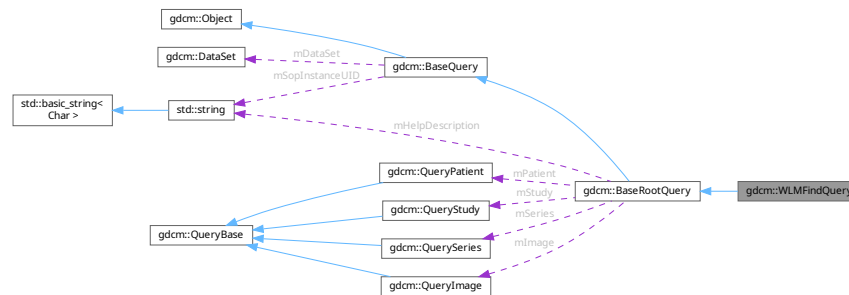 gdcm::Object
gdcm::DataSet
mDataSet
gdcm::BaseQuery
mSopInstanceUID
std::basic_string<
Char >
std::string
mHelpDescription
gdcm::QueryPatient
mPatient
gdcm::BaseRootQuery
gdcm::WLMFindQuery
mStudy
gdcm::QueryStudy
mSeries
gdcm::QueryBase
mImage
gdcm::QuerySeries
gdcm::QueryImage